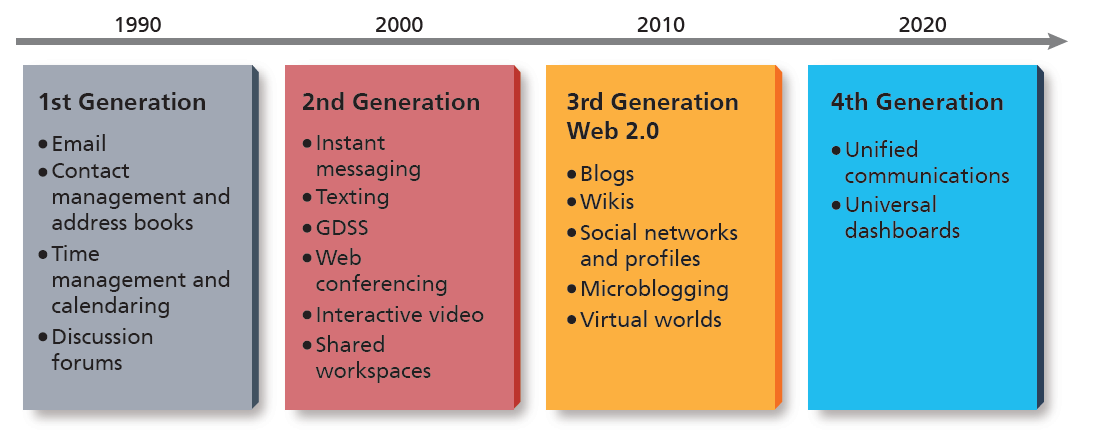 1990 2000 2010 2020
1st Generation
• Email
• Contact
management and
address books
• Time
management and
calendaring
• Discussion
forums
2nd Generation
• Instant
messaging
• Texting
• GDSS
• Web
conferencing
• Interactive video
• Shared
workspaces
3rd Generation
Web 2.0
• Blogs
• Wikis
• Social networks
and profiles
• Microblogging
• Virtual worlds
4th Generation
• Unified
communications
• Universal
dashboards